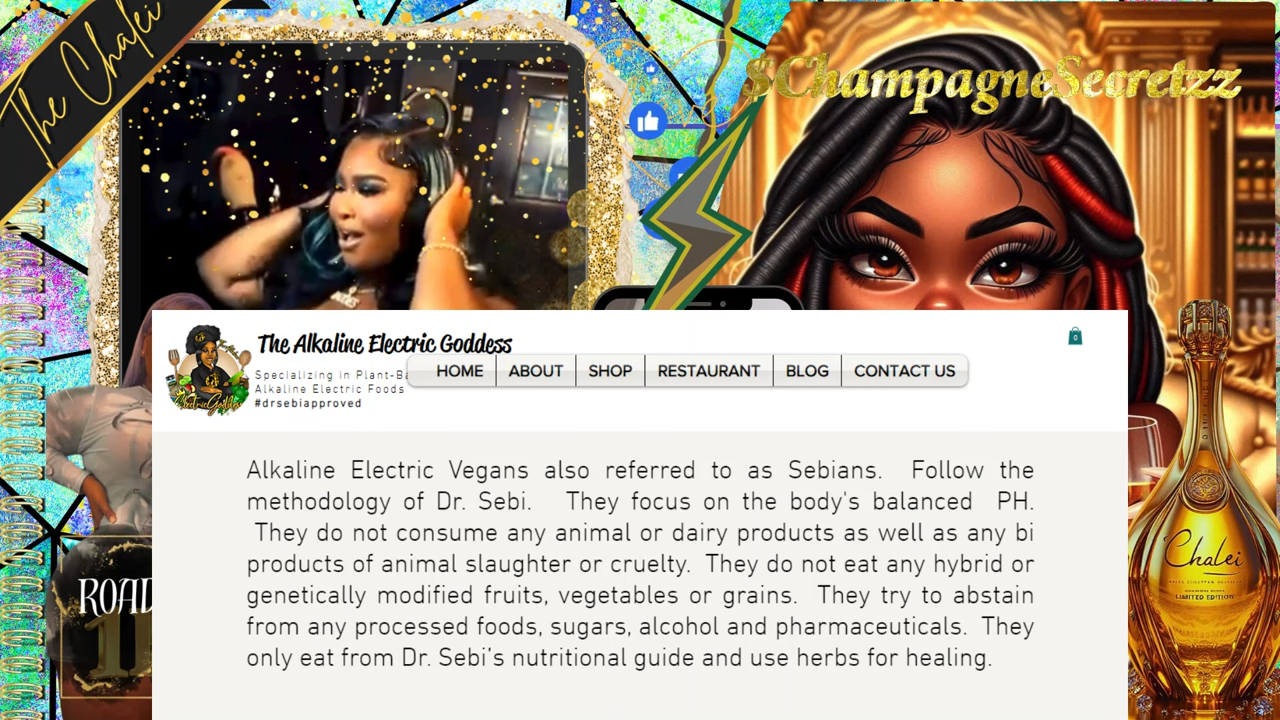 The Chalei
$ChampagneSecretzz
The Alkaline Electric Goddess
Specializing in Plant-Ba
Alkaline Electric Foods
#drsebiapproved
HOME
ABOUT
SHOP
RESTAURANT
BLOG
CONTACT US
0
Alkaline Electric Vegans also referred to as Sebians. Follow the
methodology of Dr. Sebi. They focus on the body's balanced PH.
They do not consume any animal or dairy products as well as any bi
products of animal slaughter or cruelty. They do not eat any hybrid or
genetically modified fruits, vegetables or grains. They try to abstain
from any processed foods, sugars, alcohol and pharmaceuticals. They
only eat from Dr. Sebi's nutritional guide and use herbs for healing.
ROAD
Chalei
LIMITED EDITION